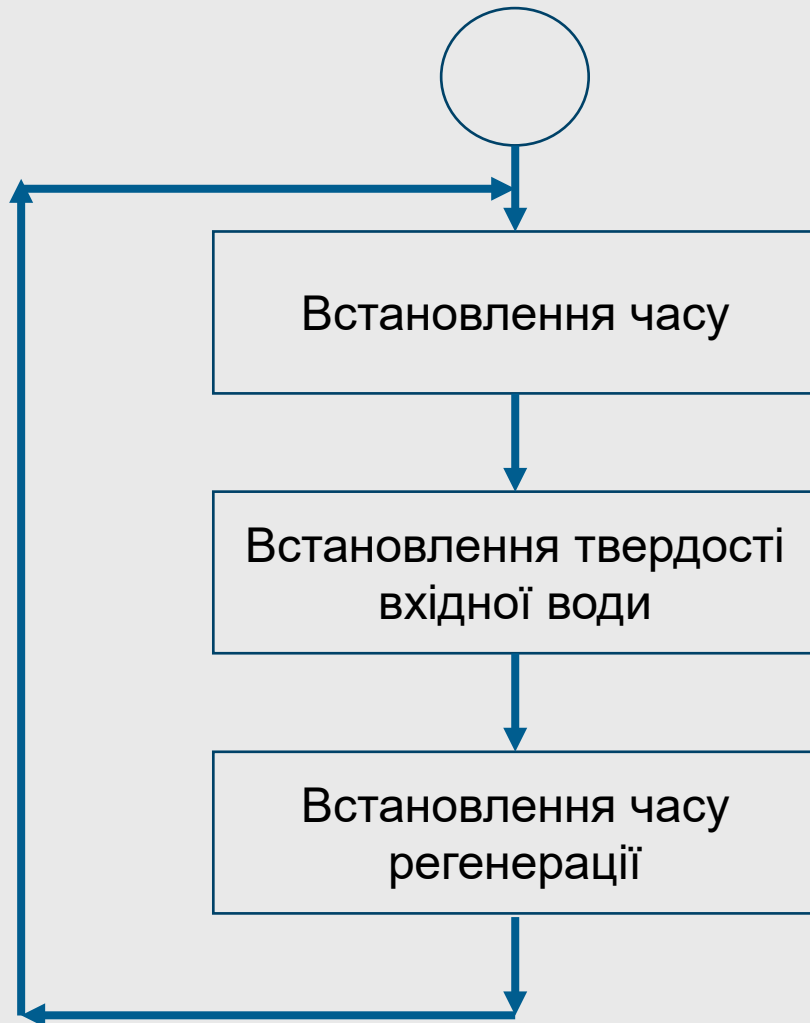 Встановлення часу
Встановлення твердості
вхідної води
Встановлення часу
регенерації